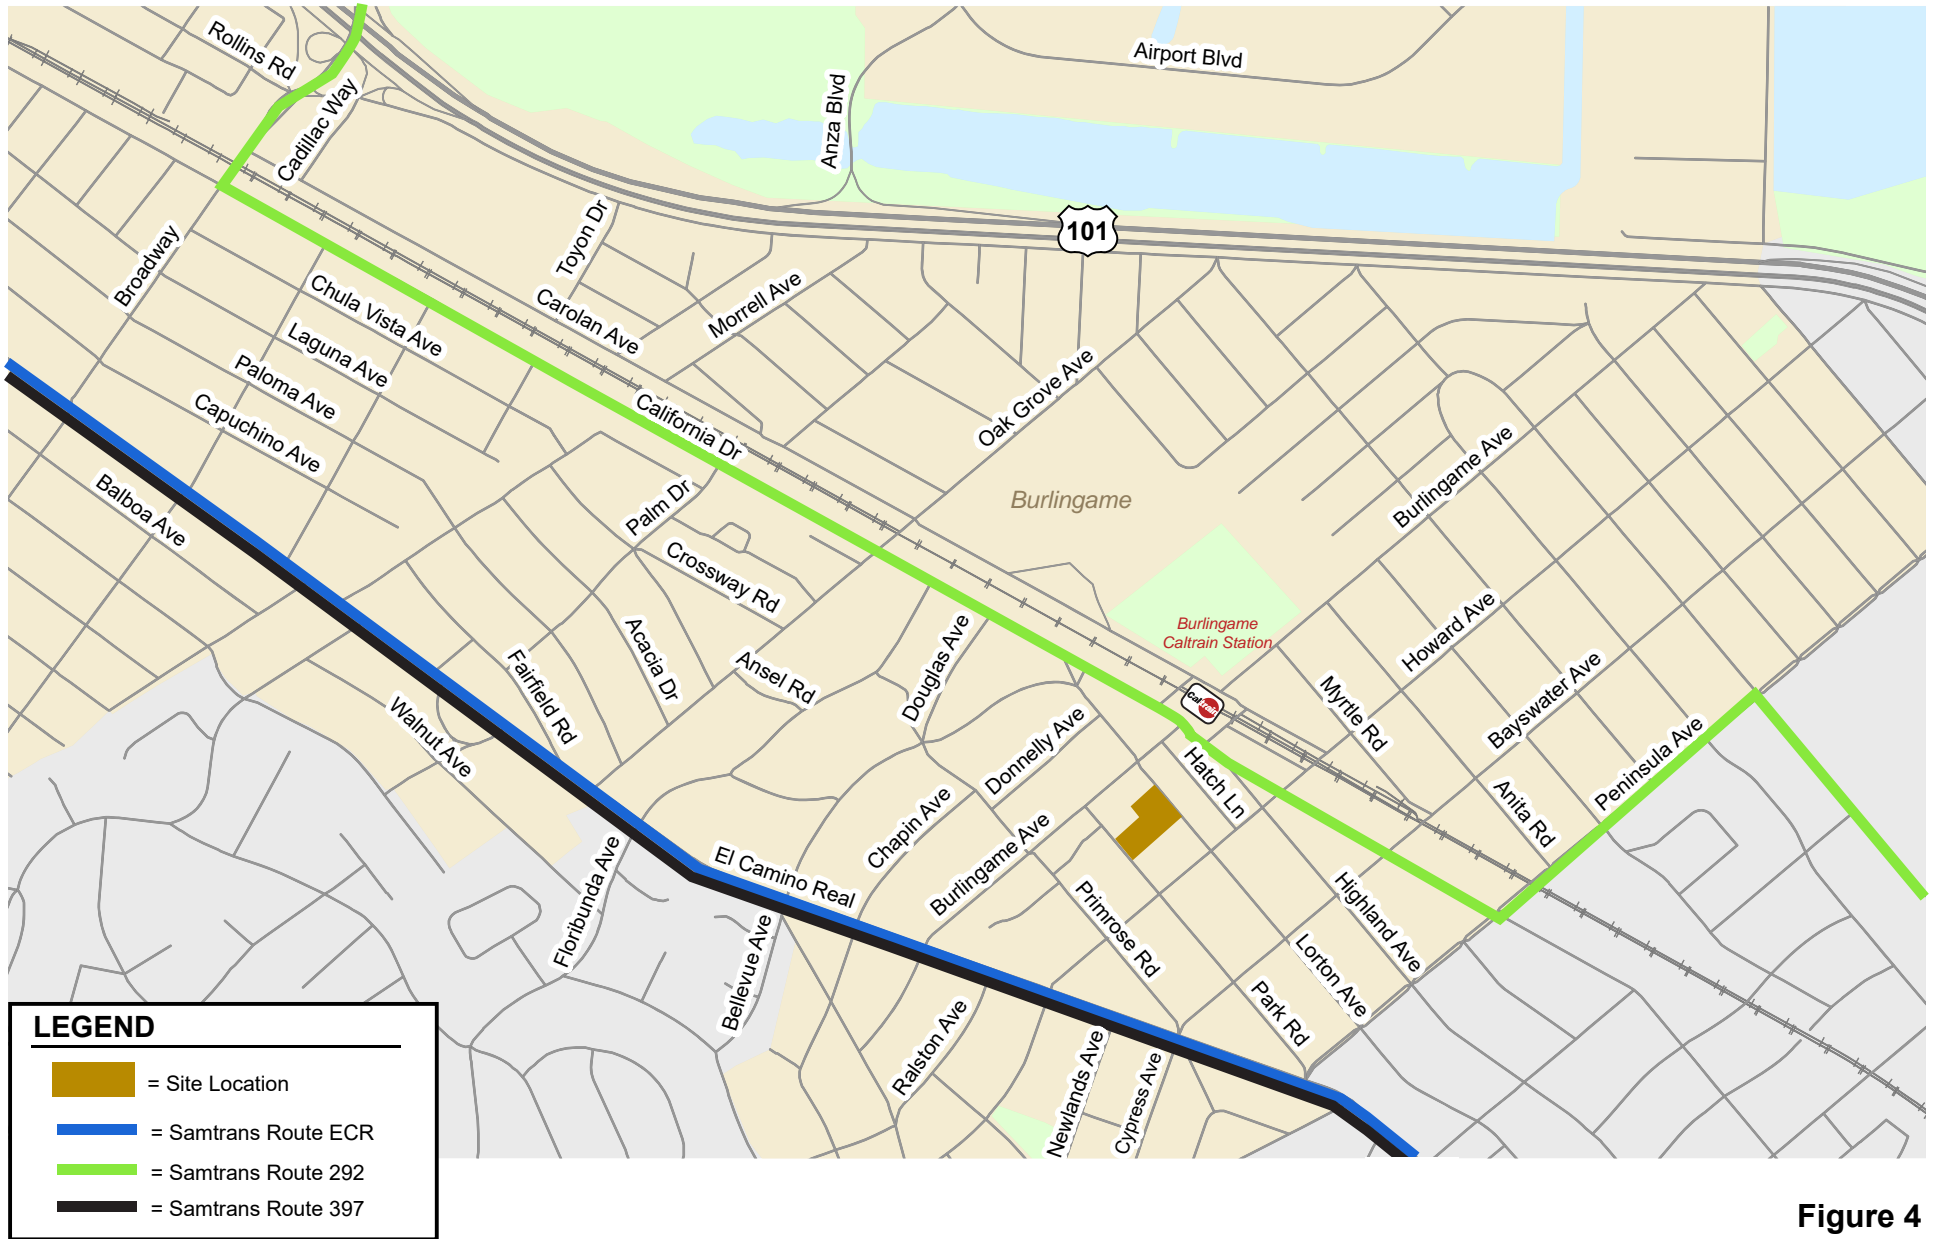 Rollins Rd
Cadillac Way
Airport Blvd
Anza Blvd
101
Toyon Dr
Broadway
Chula Vista Ave
Carolan Ave
Morrell Ave
Laguna Ave
Paloma Ave
Capuchino Ave
California Dr
Oak Grove Ave
Balboa Ave
Palm Dr
Burlingame
Burlingame Ave
Crossway Rd
Acacia Dr
Ansel Rd
Douglas Ave
Burlingame
Caltrain Station
Howard Ave
Fairfield Rd
Walnut Ave
Caltrain
Myrtle Rd
Bayswater Ave
Donnelly Ave
Hatch Ln
Peninsula Ave
Anita Rd
Chapin Ave
Burlingame Ave
El Camino Real
Floribunda Ave
Primrose Rd
Highland Ave
Lorton Ave
Bellevue Ave
Park Rd
Ralston Ave
Newlands Ave
Cypress Ave
LEGEND
= Site Location
= Samtrans Route ECR
= Samtrans Route 292
= Samtrans Route 397
Figure 4